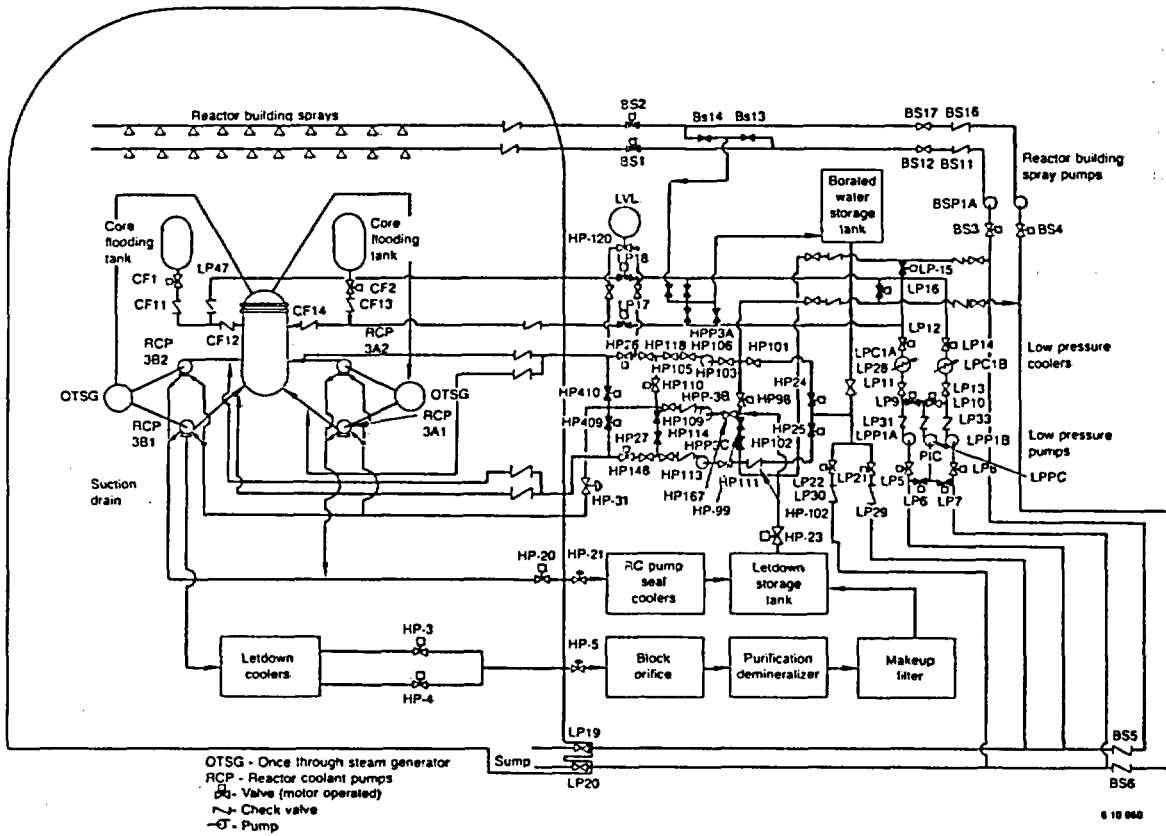 Reactor building sprays
BS2
Bs14
Bs13
BS17
BS16
BS1
BS12
BS11
Reactor building
spray pumps
Borated
water
storage
tank
BSP1A
BS3
BS4
LVL
HP-120
LP18
LP17
LP-15
LP16
Core
flooding
tank
Core
flooding
tank
CF1
LP47
CF2
CF11
CF13
CF14
CF12
RCP
3B2
RCP
3A2
HPP3A
HP26
HP118
HP106
HP101
HP105
HP103
LP12
LP14
LPC1A
LP28
LPC1B
Low pressure
coolers
OTSG
OTSG
HP110
HP24
LP11
LP13
HP410
HPP-3B
HP98
LP9
LP10
RCP
3B1
RCP
3A1
HP409
HP109
HP25
LP31
LP33
HP27
HP114
HPP3C
HP102
LPP1A
LPP1B
Low pressure
pumps
PIC
LPPC
HP148
HP113
HP111
LP22
LP21
LP5
LP8
Suction
drain
HP-31
HP167
HP-99
LP30
HP-102
LP29
LP6
LP7
HP-23
HP-20
HP-21
RC pump
seal
coolers
Letdown
storage
tank
HP-3
HP-5
Letdown
coolers
Block
orifice
Purification
demineralizer
Makeup
filter
HP-4
LP19
BS5
Sump
LP20
BS6
OTSG - Once through steam generator
RCP - Reactor coolant pumps
- Valve (motor operated)
- Check valve
- Pump
6 10 060